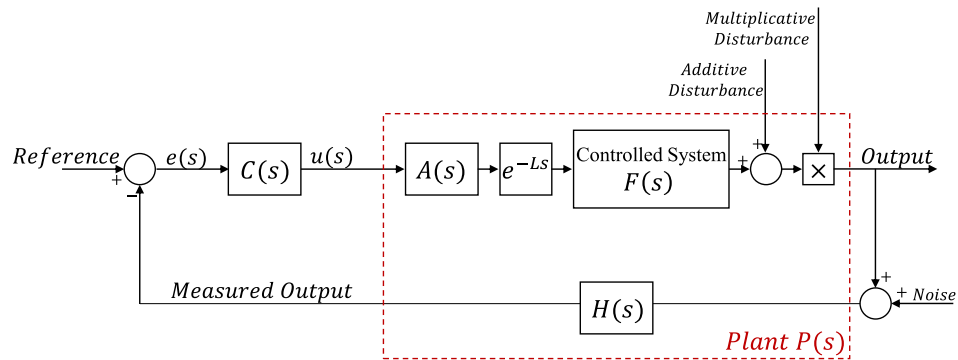 Multiplicative
Disturbance
Additive
Disturbance
Reference
+
−
e(s)
C(s)
u(s)
A(s)
e^{-Ls}
Controlled System
F(s)
+
+
×
Output
Measured Output
H(s)
+
+ Noise
Plant P(s)